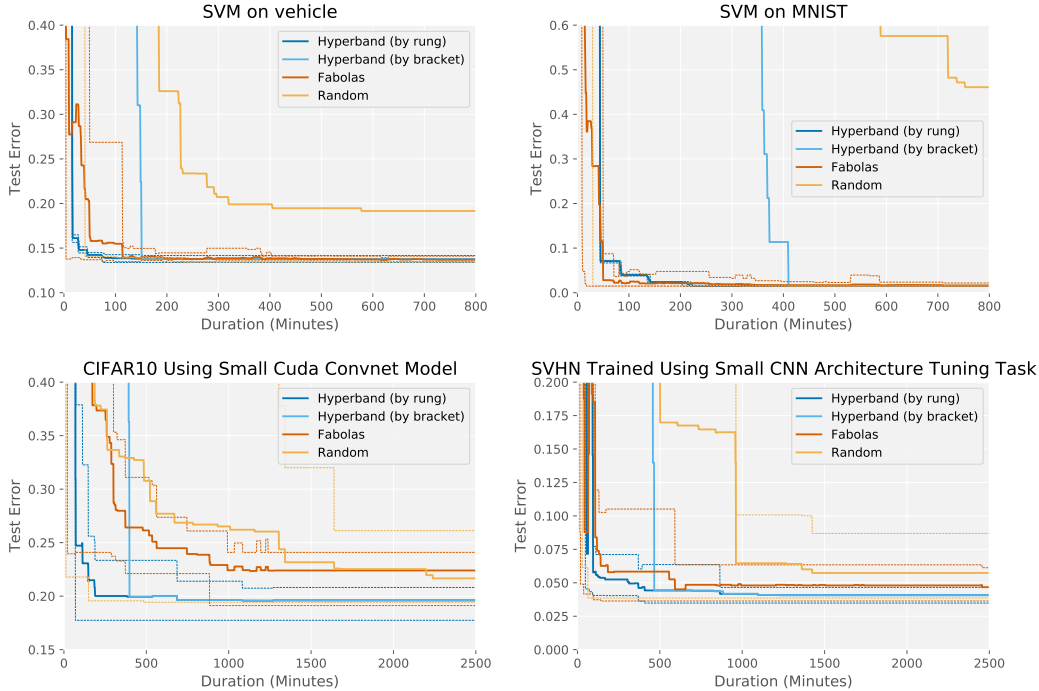 SVM on vehicle
0.40
0.35
0.30
0.25
0.20
0.15
0.10
Test Error
0 100 200 300 400 500 600 700 800
Duration (Minutes)
Hyperband (by rung)
Hyperband (by bracket)
Fabolas
Random
SVM on MNIST
0.6
0.5
0.4
0.3
0.2
0.1
0.0
Test Error
0 100 200 300 400 500 600 700 800
Duration (Minutes)
Hyperband (by rung)
Hyperband (by bracket)
Fabolas
Random
CIFAR10 Using Small Cuda Convnet Model
0.40
0.35
0.30
0.25
0.20
0.15
Test Error
0 500 1000 1500 2000 2500
Duration (Minutes)
Hyperband (by rung)
Hyperband (by bracket)
Fabolas
Random
SVHN Trained Using Small CNN Architecture Tuning Task
0.200
0.175
0.150
0.125
0.100
0.075
0.050
0.025
0.000
Test Error
0 500 1000 1500 2000 2500
Duration (Minutes)
Hyperband (by rung)
Hyperband (by bracket)
Fabolas
Random